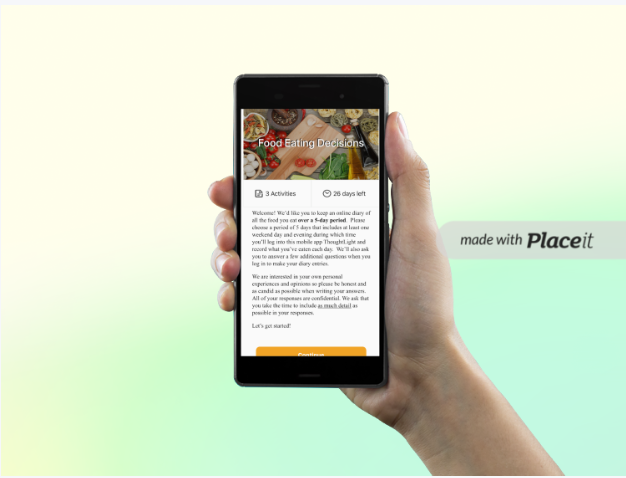 Food Eating Decisions
3 Activities
26 days left
Welcome! We'd like you to keep an online diary of
all the food you eat over a 5-day period. Please
choose a period of 5 days that includes at least one
weekend day and evening during which time
you'll log into this mobile app ThoughtLight and
record what you've eaten each day. We'll also ask
you to answer a few additional questions when you
log in to make your diary entries.
We are interested in your own personal
experiences and opinions so please be honest and
as candid as possible when writing your answers.
All of your responses are confidential. We ask that
you take the time to include as much detail as
possible in your responses.
Let's get started!
Continue
made with Placeit